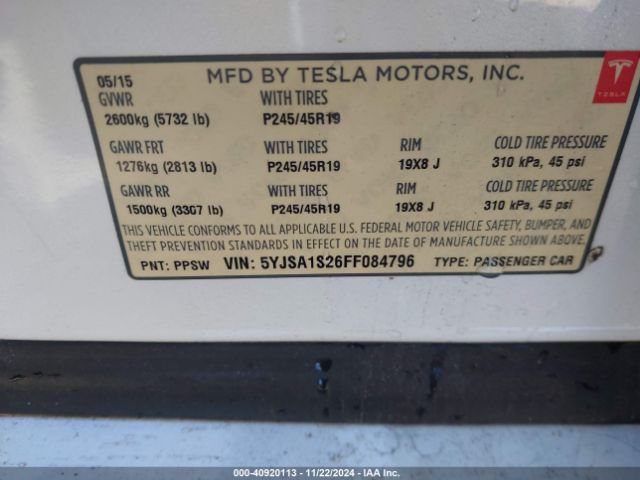 05/15 MFD BY TESLA MOTORS, INC.
TESLA
GVWR WITH TIRES
2600kg (5732 lb) P245/45R19
GAWR FRT WITH TIRES RIM COLD TIRE PRESSURE
1276kg (2813 lb) P245/45R19 19X8 J 310 kPa, 45 psi
GAWR RR WITH TIRES RIM COLD TIRE PRESSURE
1500kg (3307 lb) P245/45R19 19X8 J 310 kPa, 45 psi
THIS VEHICLE CONFORMS TO ALL APPLICABLE U.S. FEDERAL MOTOR VEHICLE SAFETY, BUMPER, AND
THEFT PREVENTION STANDARDS IN EFFECT ON THE DATE OF MANUFACTURE SHOWN ABOVE.
PNT: PPSW VIN: 5YJSA1S26FF084796 TYPE: PASSENGER CAR
000-40920113 - 11/22/2024 - IAA Inc.